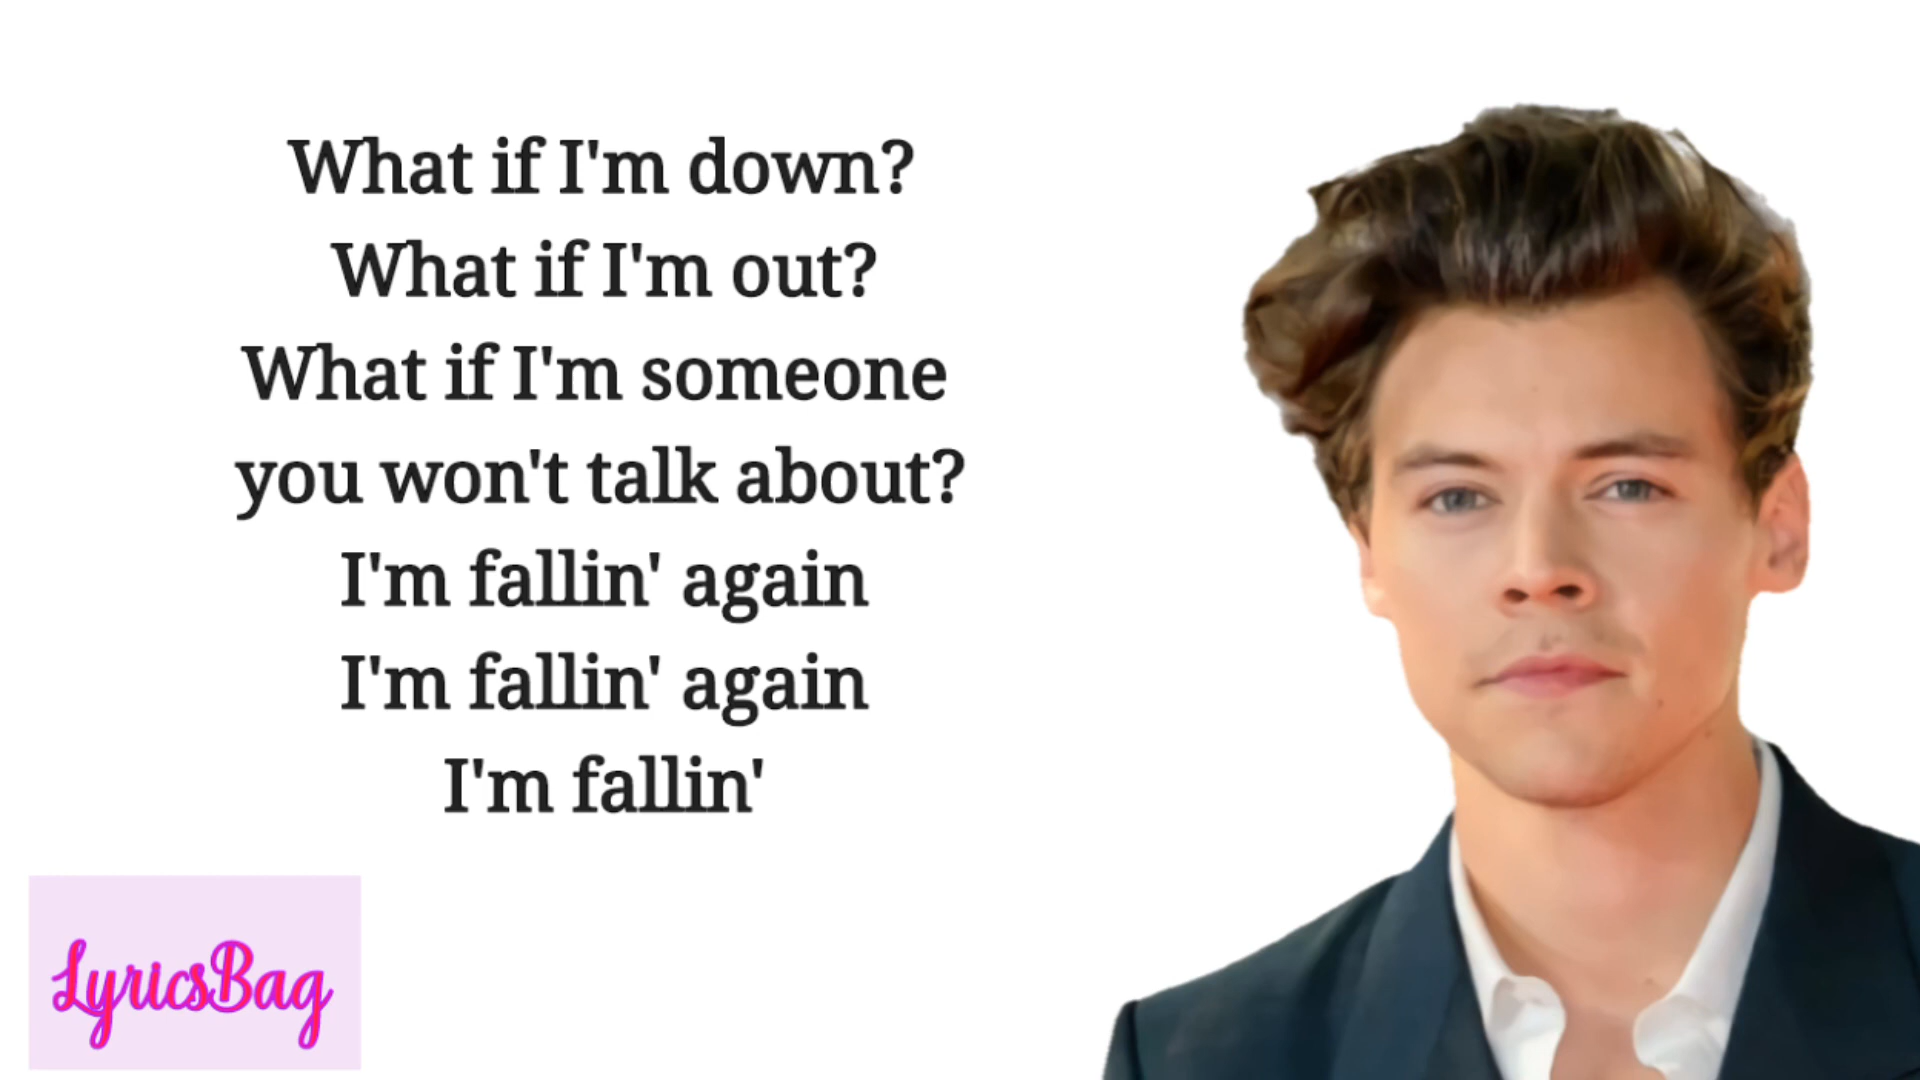 What if I'm down?
What if I'm out?
What if I'm someone
you won't talk about?
I'm fallin' again
I'm fallin' again
I'm fallin'
LyricsBag